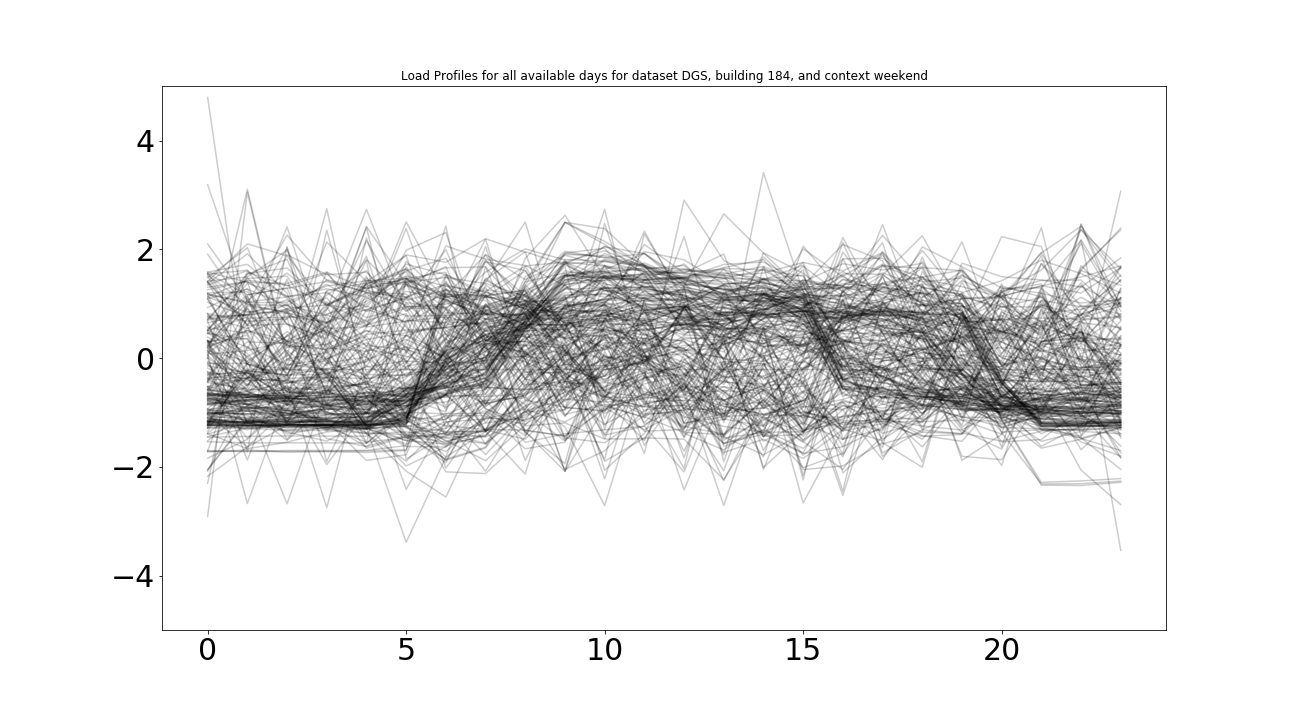 Load Profiles for all available days for dataset DGS, building 184, and context weekend
4
2
0
−2
−4
0 5 10 15 20